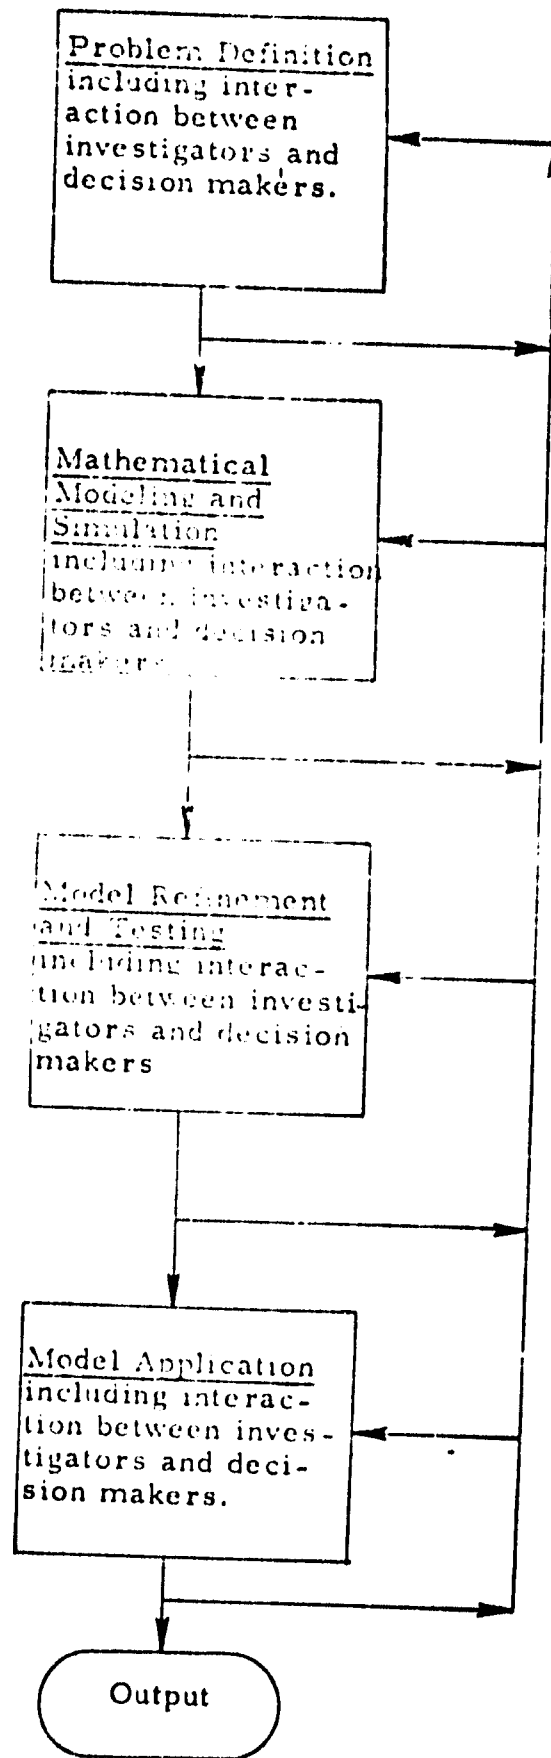 Problem Definition
including inter-
action between
investigators and
decision makers.
Mathematical
Modeling and
Simulation
including interaction
between investiga-
tors and decision
makers
Model Refinement
and Testing
including interac-
tion between investi-
gators and decision
makers
Model Application
including interac-
tion between inves-
tigators and deci-
sion makers.
Output